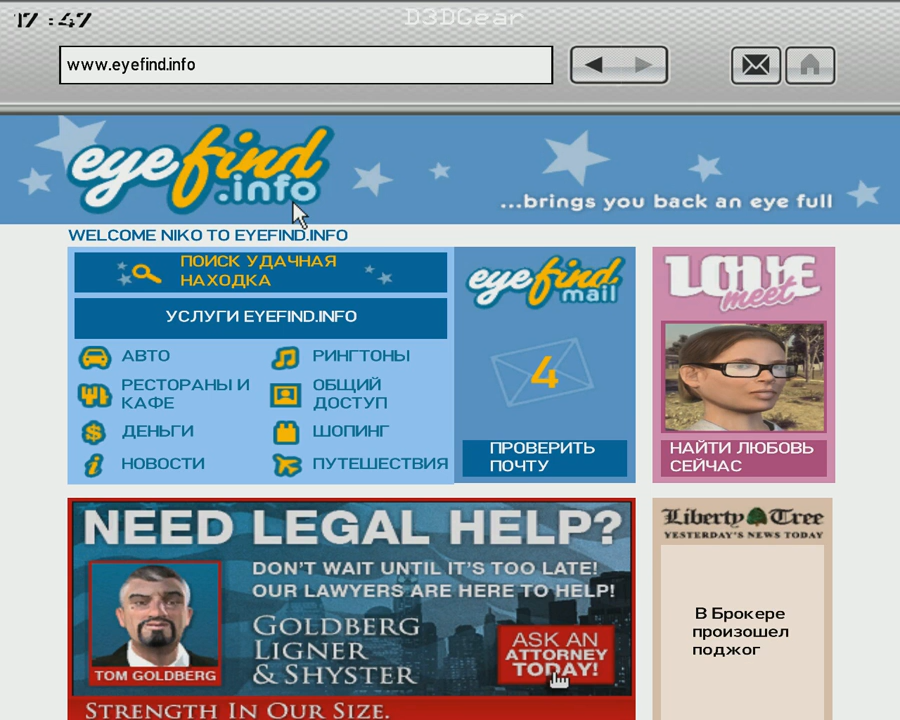 17:47
D3DGear
www.eyefind.info
eyefind
.info
...brings you back an eye full
WELCOME NIKO TO EYEFIND.INFO
ПОИСК УДАЧНАЯ
НАХОДКА
УСЛУГИ EYEFIND.INFO
АВТО
РИНГТОНЫ
РЕСТОРАНЫ И
КАФЕ
ОБЩИЙ
ДОСТУП
ДЕНЬГИ
ШОПИНГ
НОВОСТИ
ПУТЕШЕСТВИЯ
eyefind
mail
4
ПРОВЕРИТЬ
ПОЧТУ
LOVE
meet
НАЙТИ ЛЮБОВЬ
СЕЙЧАС
NEED LEGAL HELP?
DON'T WAIT UNTIL IT'S TOO LATE!
OUR LAWYERS ARE HERE TO HELP!
GOLDBERG
LIGNER
& SHYSTER
TOM GOLDBERG
ASK AN
ATTORNEY
TODAY!
STRENGTH IN OUR SIZE.
Liberty Tree
YESTERDAY'S NEWS TODAY
В Брокере
произошел
поджог